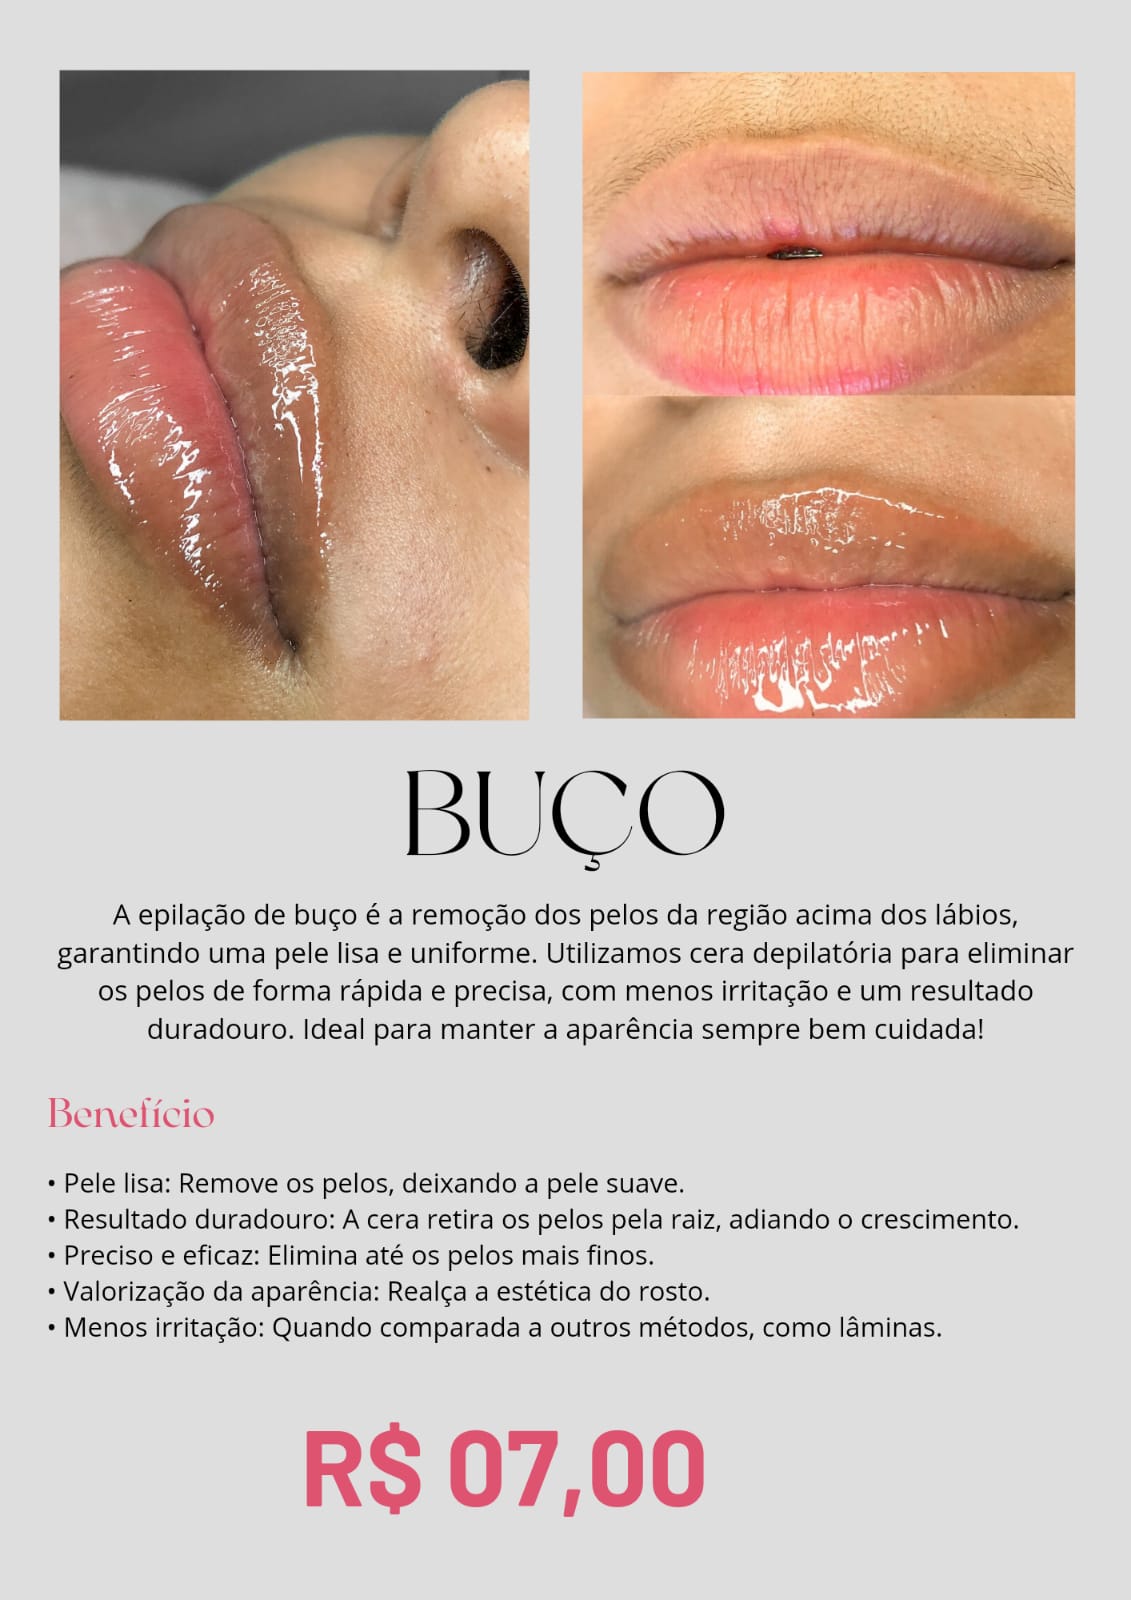 BUÇO
A epilação de buço é a remoção dos pelos da região acima dos lábios,
garantindo uma pele lisa e uniforme. Utilizamos cera depilatória para eliminar
os pelos de forma rápida e precisa, com menos irritação e um resultado
duradouro. Ideal para manter a aparência sempre bem cuidada!
Benefício
• Pele lisa: Remove os pelos, deixando a pele suave.
• Resultado duradouro: A cera retira os pelos pela raiz, adiando o crescimento.
• Preciso e eficaz: Elimina até os pelos mais finos.
• Valorização da aparência: Realça a estética do rosto.
• Menos irritação: Quando comparada a outros métodos, como lâminas.
R$ 07,00